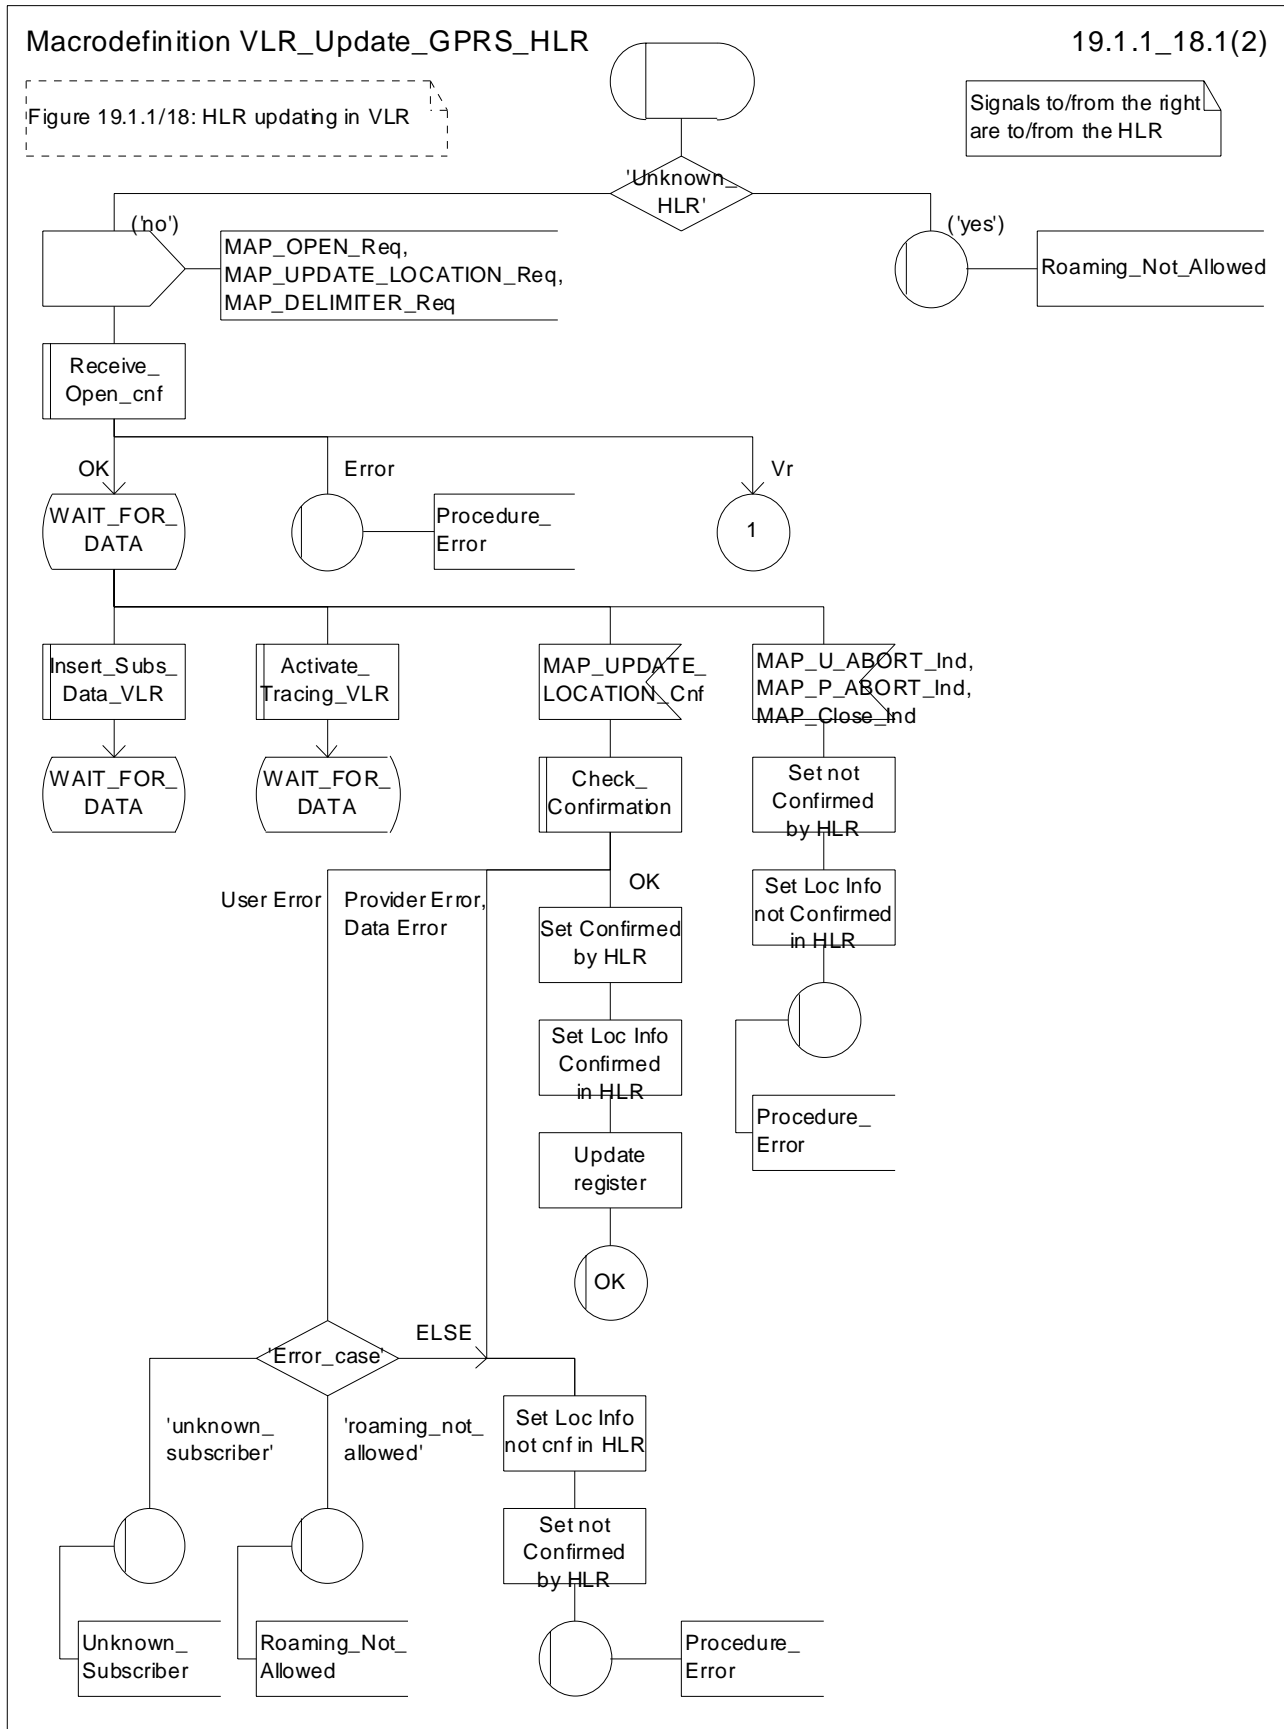 Macrodefinition VLR_Update_GPRS_HLR
19.1.1_18.1(2)
Figure 19.1.1/18: HLR updating in VLR
Signals to/from the right
are to/from the HLR
'Unknown_
HLR'
('no')
('yes')
MAP_OPEN_Req,
MAP_UPDATE_LOCATION_Req,
MAP_DELIMITER_Req
Roaming_Not_Allowed
Receive_
Open_cnf
OK
Error
Vr
WAIT_FOR_
DATA
Procedure_
Error
1
Insert_Subs_
Data_VLR
Activate_
Tracing_VLR
MAP_UPDATE_
LOCATION_Cnf
MAP_U_ABORT_Ind,
MAP_P_ABORT_Ind,
MAP_Close_Ind
WAIT_FOR_
DATA
WAIT_FOR_
DATA
Check_
Confirmation
Set not
Confirmed
by HLR
User Error
Provider Error,
Data Error
OK
Set Loc Info
not Confirmed
in HLR
Set Confirmed
by HLR
Set Loc Info
Confirmed
in HLR
Procedure_
Error
Update
register
OK
ELSE
'Error_case'
'unknown_
subscriber'
'roaming_not_
allowed'
Set Loc Info
not cnf in HLR
Set not
Confirmed
by HLR
Unknown_
Subscriber
Roaming_Not_
Allowed
Procedure_
Error